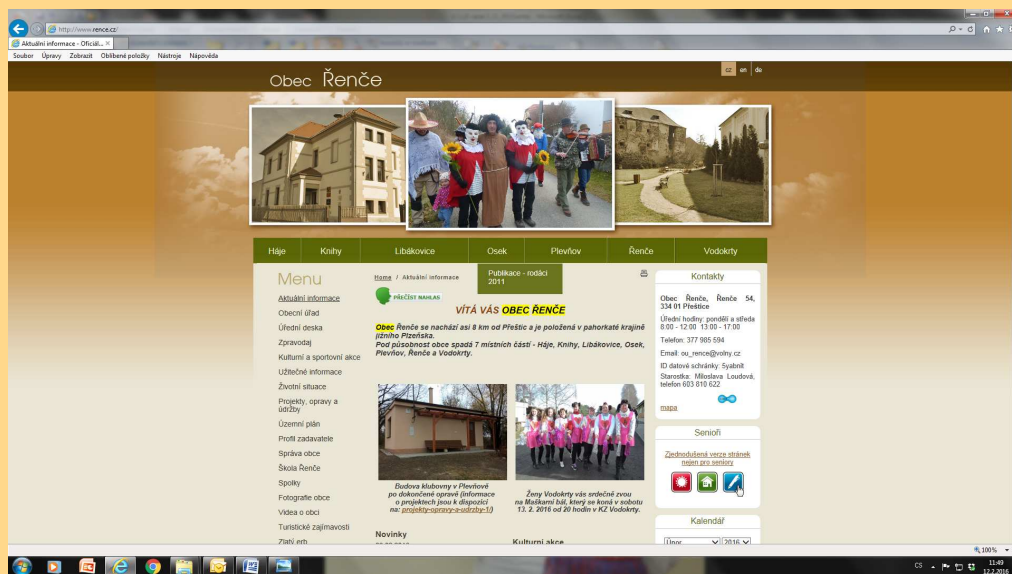 http://www.rence.cz/
Aktuální informace - Oficiál...
Soubor Úpravy Zobrazit Oblíbené položky Nástroje Nápověda
Obec Řenče
cz en de
Háje Knihy Libákovice Osek Plevňov Řenče Vodokrty
Publikace - rodáci
2011
Menu
Aktuální informace
Obecní úřad
Úřední deska
Zpravodaj
Kulturní a sportovní akce
Užitečné informace
Životní situace
Projekty, opravy a
údržby
Územní plán
Profil zadavatele
Správa obce
Škola Řenče
Spolky
Fotografie obce
Videa o obci
Turistické zajímavosti
Zlatý erb
Home / Aktuální informace
PŘEČÍST NAHLAS
VÍTÁ VÁS OBEC ŘENČE
Obec Řenče se nachází asi 8 km od Přeštic a je položená v pahorkaté krajině
jižního Plzeňska.
Pod působnost obce spadá 7 místních částí - Háje, Knihy, Libákovice, Osek,
Plevňov, Řenče a Vodokrty.
Budova klubovny v Plevňově
po dokončené opravě (informace
o projektech jsou k dispozici
na: projekty-opravy-a-udrzby-1/)
Ženy Vodokrty vás srdečně zvou
na Maškarní bál, který se koná v sobotu
13. 2. 2016 od 20 hodin v KZ Vodokrty.
Novinky
Kulturní akce
Kontakty
Obec Řenče, Řenče 54,
334 01 Přeštice
Úřední hodiny: pondělí a středa
8:00 - 12:00 13:00 - 17:00
Telefon: 377 985 594
Email: ou_rence@volny.cz
ID datové schránky: 5yabnit
Starostka: Miloslava Loudová,
telefon 603 810 622
mapa
Senioři
Zjednodušená verze stránek
nejen pro seniory
Kalendář
Únor 2016
100%
CS
11:49
12.2.2016